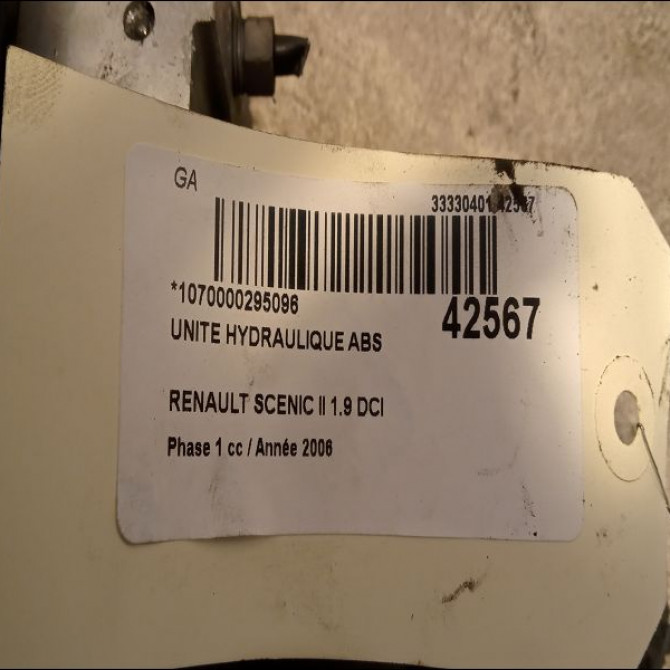 GA
33330401 42567
*1070000295096
42567
UNITE HYDRAULIQUE ABS
RENAULT SCENIC II 1.9 DCI
Phase 1 cc / Année 2006